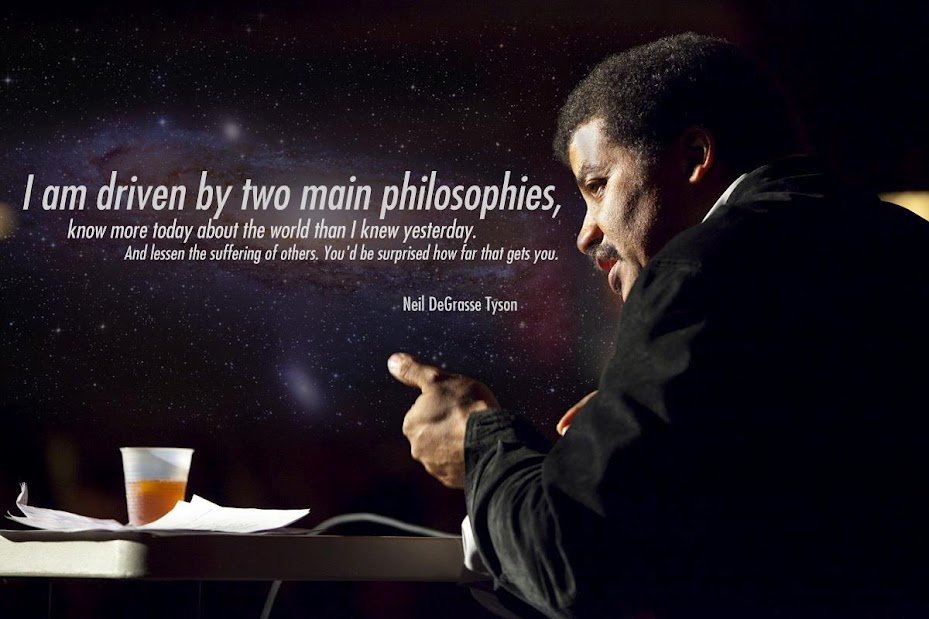 I am driven by two main philosophies,
know more today about the world than I knew yesterday.
And lessen the suffering of others. You'd be surprised how far that gets you.
Neil DeGrasse Tyson